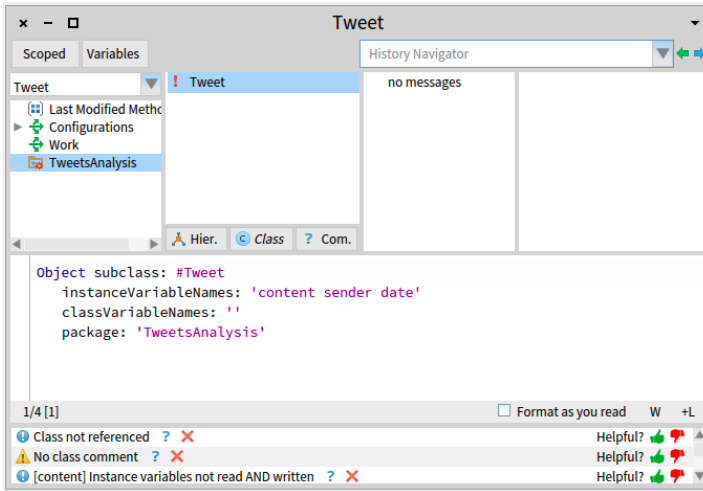 Tweet
Scoped Variables History Navigator
Tweet
Last Modified Metho
Configurations
Work
TweetsAnalysis
! Tweet
Hier. Class ? Com.
no messages
Object subclass: #Tweet
instanceVariableNames: 'content sender date'
classVariableNames: ''
package: 'TweetsAnalysis'
1/4 [1] Format as you read W +L
Class not referenced ? Helpful?
No class comment ? Helpful?
[content] Instance variables not read AND written ? Helpful?